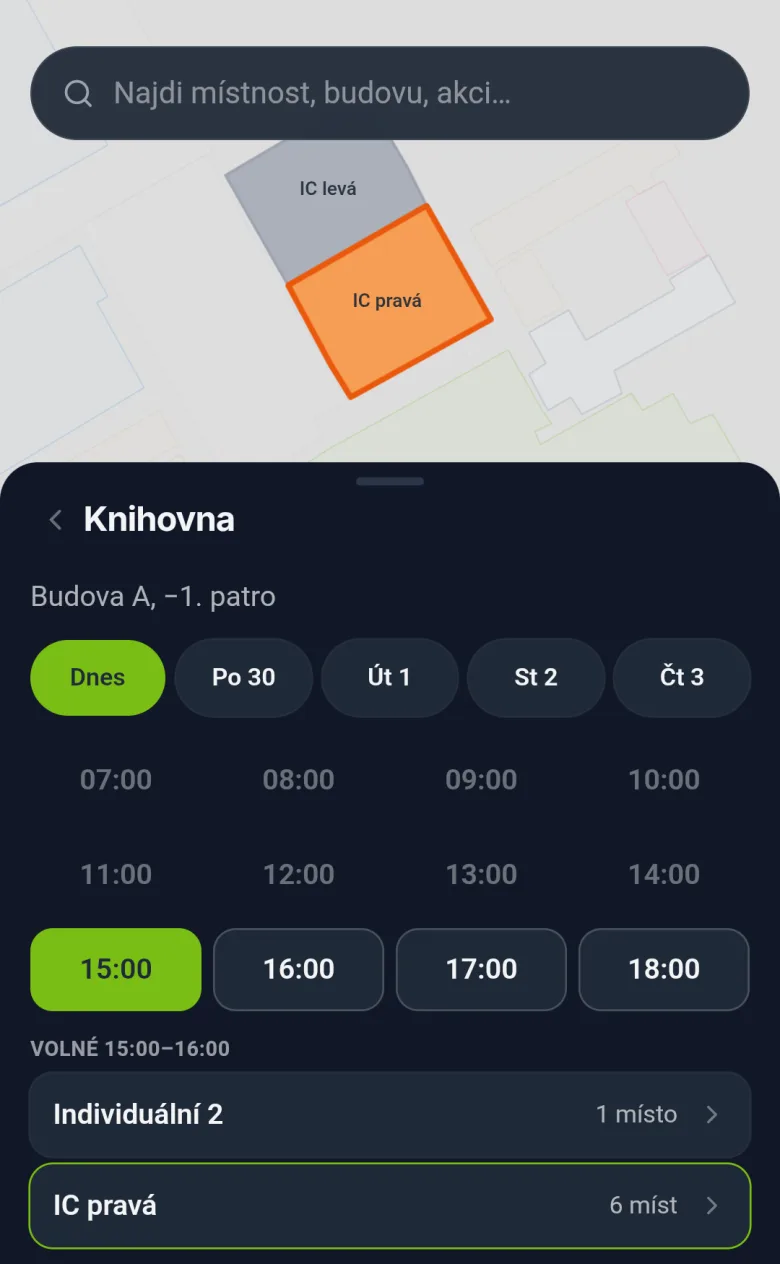 Najdi místnost, budovu, akci...
IC levá
IC pravá
Knihovna
Budova A, −1. patro
Dnes Po 30 Út 1 St 2 Čt 3
07:00 08:00 09:00 10:00
11:00 12:00 13:00 14:00
15:00 16:00 17:00 18:00
VOLNÉ 15:00–16:00
Individuální 2 1 místo
IC pravá 6 míst